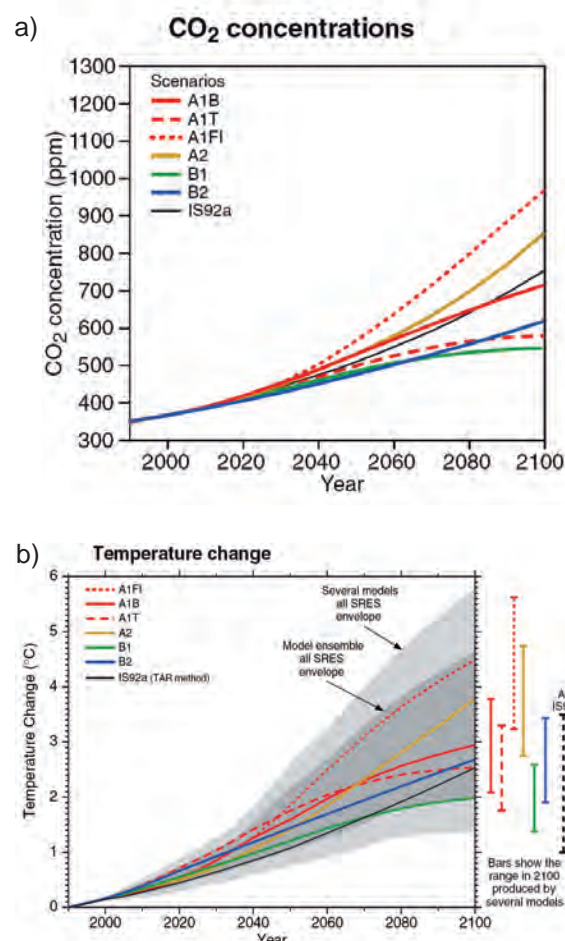 a)
CO₂ concentrations
CO₂ concentration (ppm)
1300
1200
1100
1000
900
800
700
600
500
400
300
Scenarios
A1B
A1T
A1FI
A2
B1
B2
IS92a
2000
2020
2040
2060
2080
2100
Year
b)
Temperature change
Temperature Change (°C)
6
5
4
3
2
1
0
A1FI
A1B
A1T
A2
B1
B2
IS92a (TAR method)
Several models
all SRES
envelope
Model ensemble
all SRES
envelope
2000
2020
2040
2060
2080
2100
Year
Bars show the
range in 2100
produced by
several models